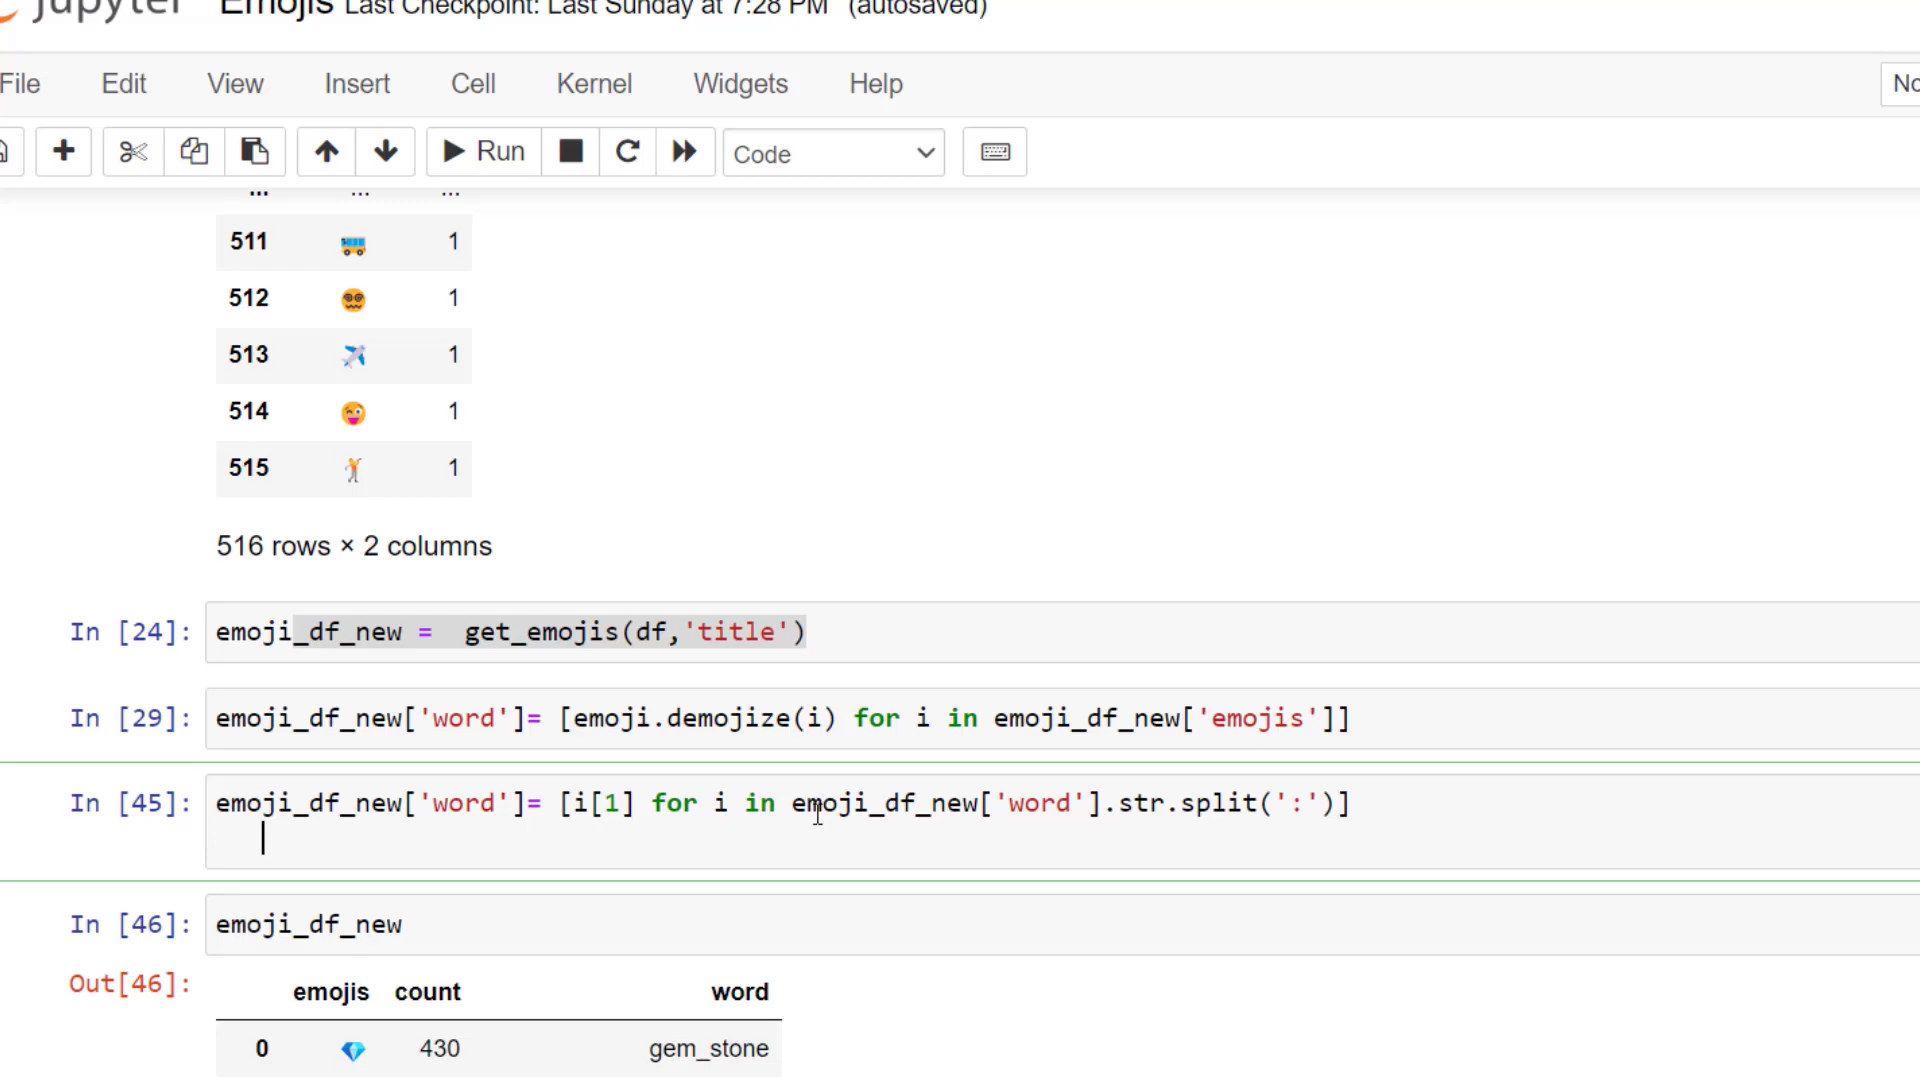 jupyter Emojis Last Checkpoint: Last Sunday at 7:28 PM (autosaved)
File Edit View Insert Cell Kernel Widgets Help
Run Code
... ... ...
511 🚌 1
512 😵‍💫 1
513 ✈️ 1
514 😜 1
515 🏌️ 1
516 rows × 2 columns
In [24]: emoji_df_new =  get_emojis(df,'title')
In [29]: emoji_df_new['word']= [emoji.demojize(i) for i in emoji_df_new['emojis']]
In [45]: emoji_df_new['word']= [i[1] for i in emoji_df_new['word'].str.split(':')]
In [46]: emoji_df_new
Out[46]:
emojis count word
0 💎 430 gem_stone